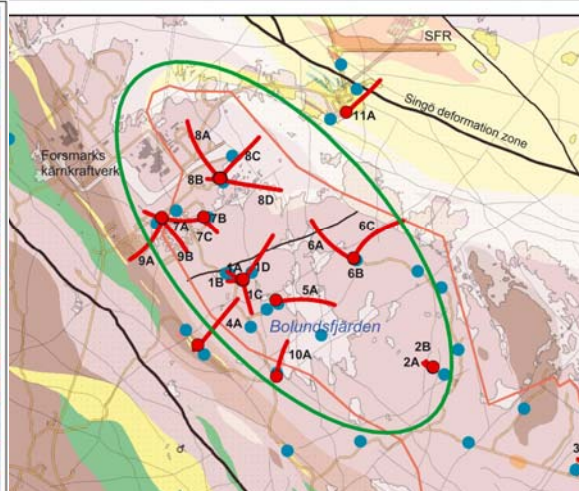 SFR
Singö deformation zone
11A
8A
Forsmarks
kärnkraftverk
8C
8B
8D
7A
7B
7C
6A
6C
9A
9B
6B
1A
1D
1B
1C
5A
4A
Bolundsfjärden
10A
2B
2A
3